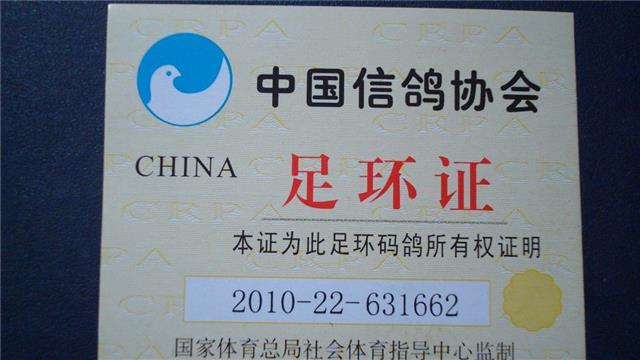 中国信鸽协会
CHINA
足环证
本证为此足环码鸽所有权证明
2010-22-631662
国家体育总局社会体育指导中心监制